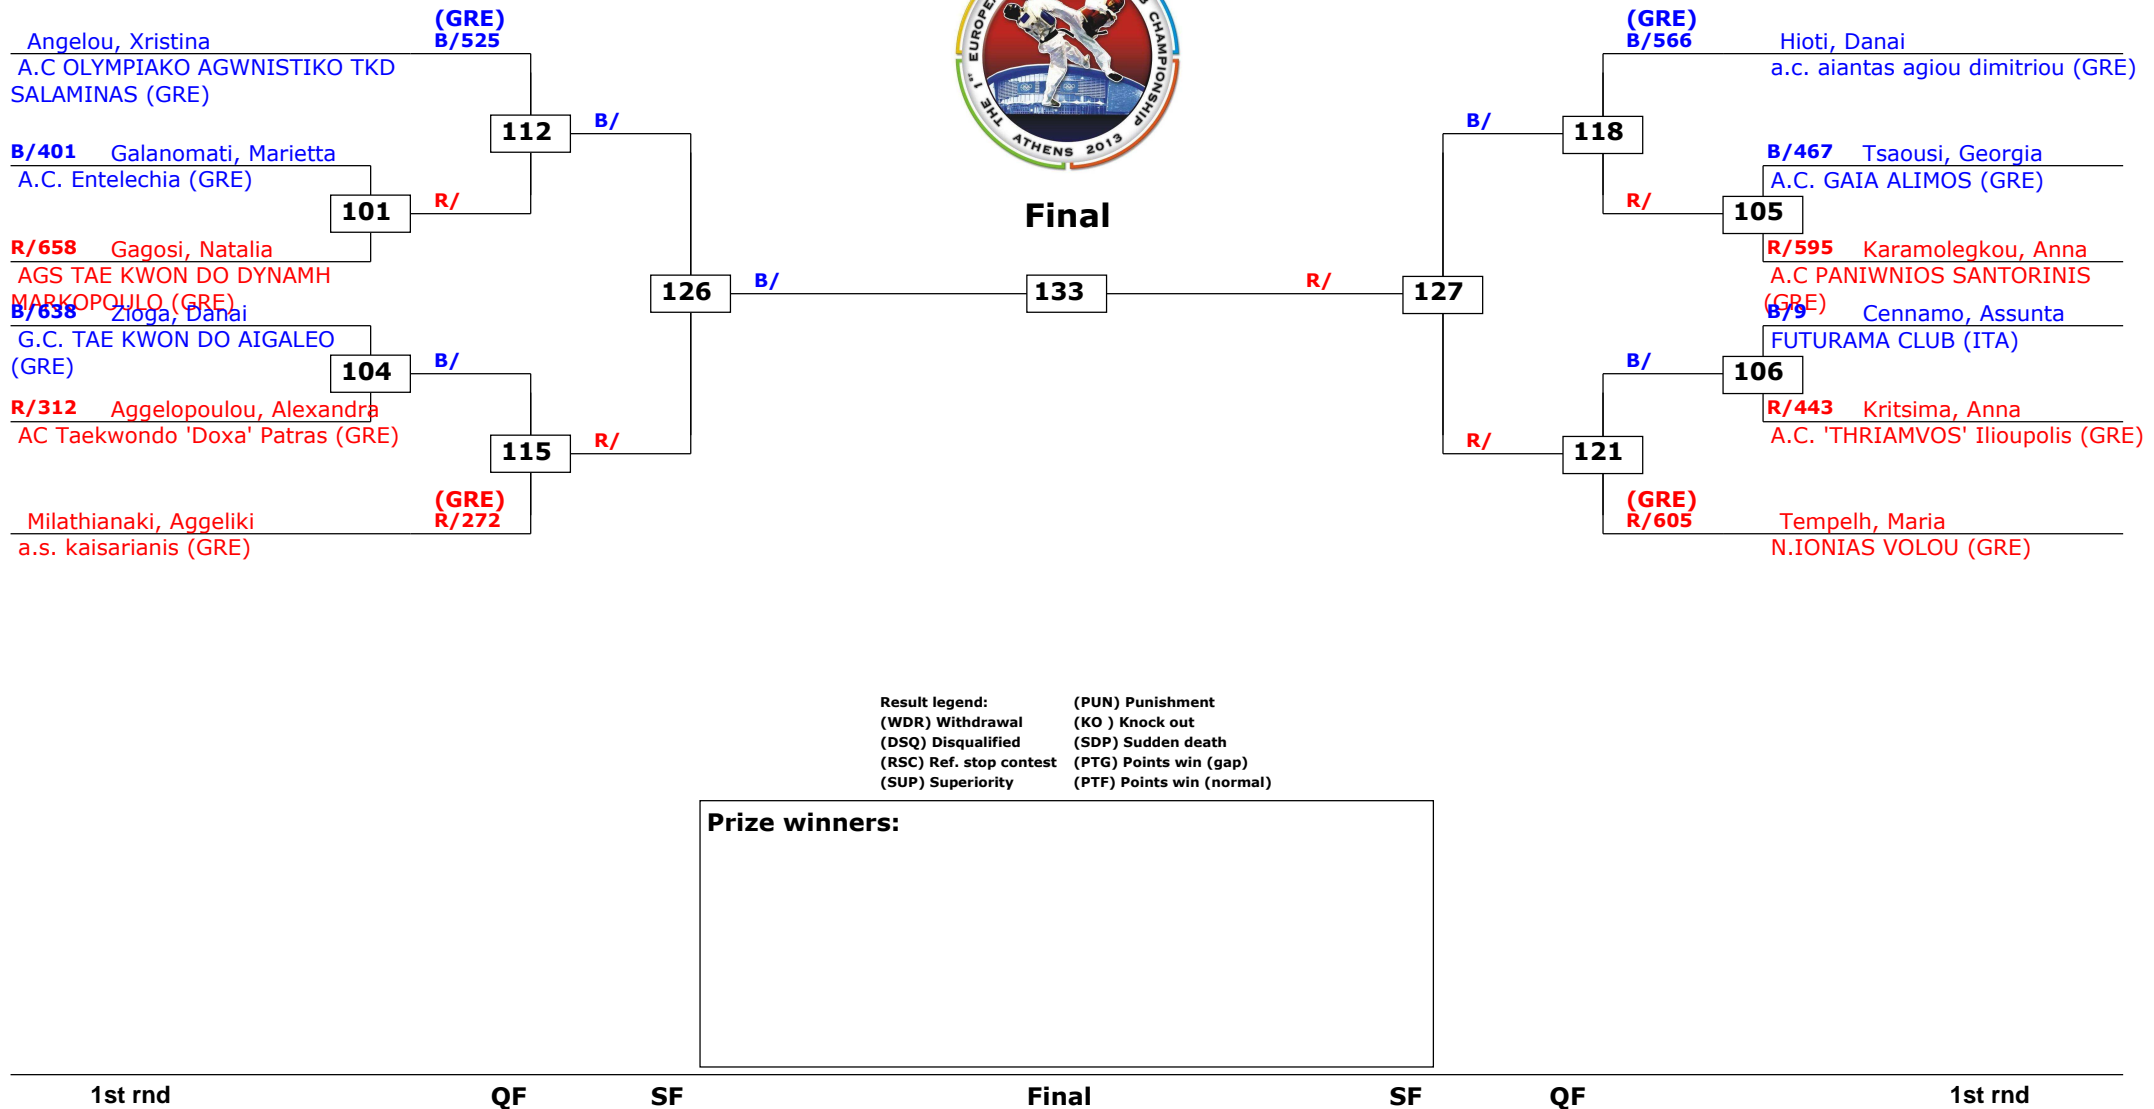 (GRE)
Angelou, Xristina
B/525
A.C OLYMPIAKO AGWNISTIKO TKD
SALAMINAS (GRE)
112
B/
B/401 Galanomati, Marietta
A.C. Entelechia (GRE)
101
R/
R/658 Gagosi, Natalia
AGS TAE KWON DO DYNAMH
MARKOPOULO (GRE)
126
B/
B/638 Zioga, Danai
G.C. TAE KWON DO AIGALEO
(GRE)
104
B/
R/312 Aggelopoulou, Alexandra
AC Taekwondo 'Doxa' Patras (GRE)
115
R/
(GRE)
Milathianaki, Aggeliki
R/272
a.s. kaisarianis (GRE)
THE 1st EUROPEA
B CHAMPIONSHIP
ATHENS 2013
Final
133
R/
127
(GRE)
B/566
Hioti, Danai
a.c. aiantas agiou dimitriou (GRE)
B/
118
B/467 Tsaousi, Georgia
A.C. GAIA ALIMOS (GRE)
R/
105
R/595 Karamolegkou, Anna
A.C PANIWNIOS SANTORINIS
(GRE)
B/9 Cennamo, Assunta
FUTURAMA CLUB (ITA)
B/
106
R/443 Kritsima, Anna
A.C. 'THRIAMVOS' Ilioupolis (GRE)
R/
121
(GRE)
R/605
Tempelh, Maria
N.IONIAS VOLOU (GRE)
Result legend: (PUN) Punishment
(WDR) Withdrawal (KO ) Knock out
(DSQ) Disqualified (SDP) Sudden death
(RSC) Ref. stop contest (PTG) Points win (gap)
(SUP) Superiority (PTF) Points win (normal)
Prize winners:
1st rnd QF SF Final SF QF 1st rnd